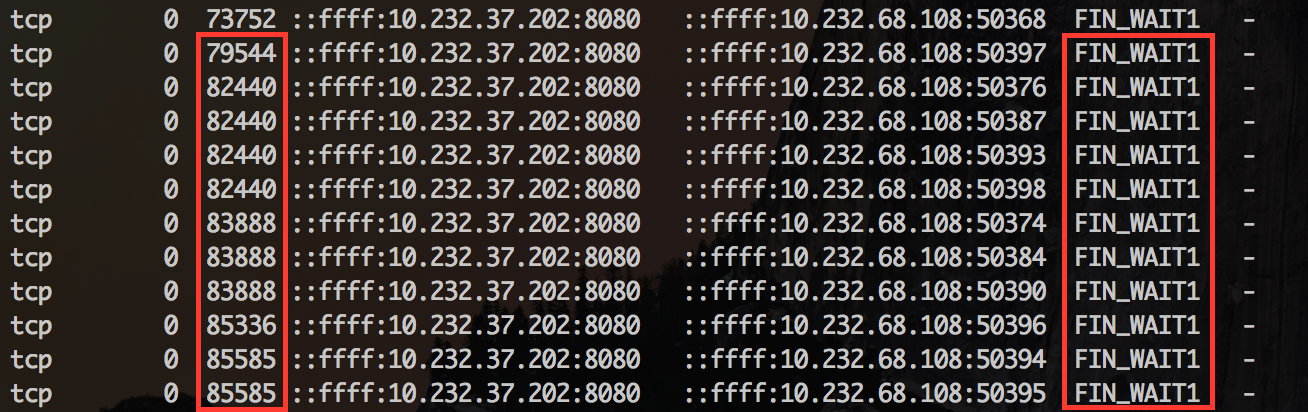 tcp 0 73752 ::ffff:10.232.37.202:8080 ::ffff:10.232.68.108:50368 FIN_WAIT1 -
tcp 0 79544 ::ffff:10.232.37.202:8080 ::ffff:10.232.68.108:50397 FIN_WAIT1 -
tcp 0 82440 ::ffff:10.232.37.202:8080 ::ffff:10.232.68.108:50376 FIN_WAIT1 -
tcp 0 82440 ::ffff:10.232.37.202:8080 ::ffff:10.232.68.108:50387 FIN_WAIT1 -
tcp 0 82440 ::ffff:10.232.37.202:8080 ::ffff:10.232.68.108:50393 FIN_WAIT1 -
tcp 0 82440 ::ffff:10.232.37.202:8080 ::ffff:10.232.68.108:50398 FIN_WAIT1 -
tcp 0 83888 ::ffff:10.232.37.202:8080 ::ffff:10.232.68.108:50374 FIN_WAIT1 -
tcp 0 83888 ::ffff:10.232.37.202:8080 ::ffff:10.232.68.108:50384 FIN_WAIT1 -
tcp 0 83888 ::ffff:10.232.37.202:8080 ::ffff:10.232.68.108:50390 FIN_WAIT1 -
tcp 0 85336 ::ffff:10.232.37.202:8080 ::ffff:10.232.68.108:50396 FIN_WAIT1 -
tcp 0 85585 ::ffff:10.232.37.202:8080 ::ffff:10.232.68.108:50394 FIN_WAIT1 -
tcp 0 85585 ::ffff:10.232.37.202:8080 ::ffff:10.232.68.108:50395 FIN_WAIT1 -